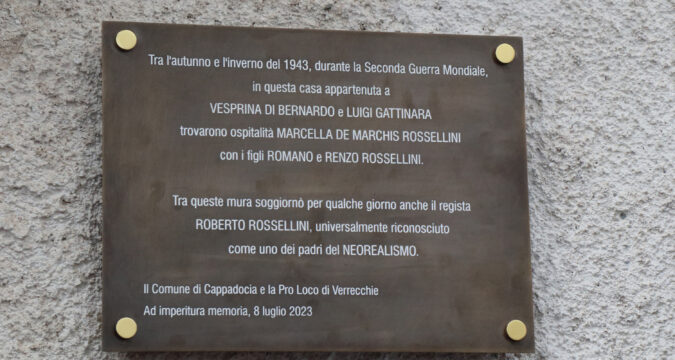 Tra l'autunno e l'inverno del 1943, durante la Seconda Guerra Mondiale,
in questa casa appartenuta a
VESPRINA DI BERNARDO e LUIGI GATTINARA
trovarono ospitalità MARCELLA DE MARCHIS ROSSELLINI
con i figli ROMANO e RENZO ROSSELLINI.
Tra queste mura soggiornò per qualche giorno anche il regista
ROBERTO ROSSELLINI, universalmente riconosciuto
come uno dei padri del NEOREALISMO.
Il Comune di Cappadocia e la Pro Loco di Verrecchie
Ad imperitura memoria, 8 luglio 2023